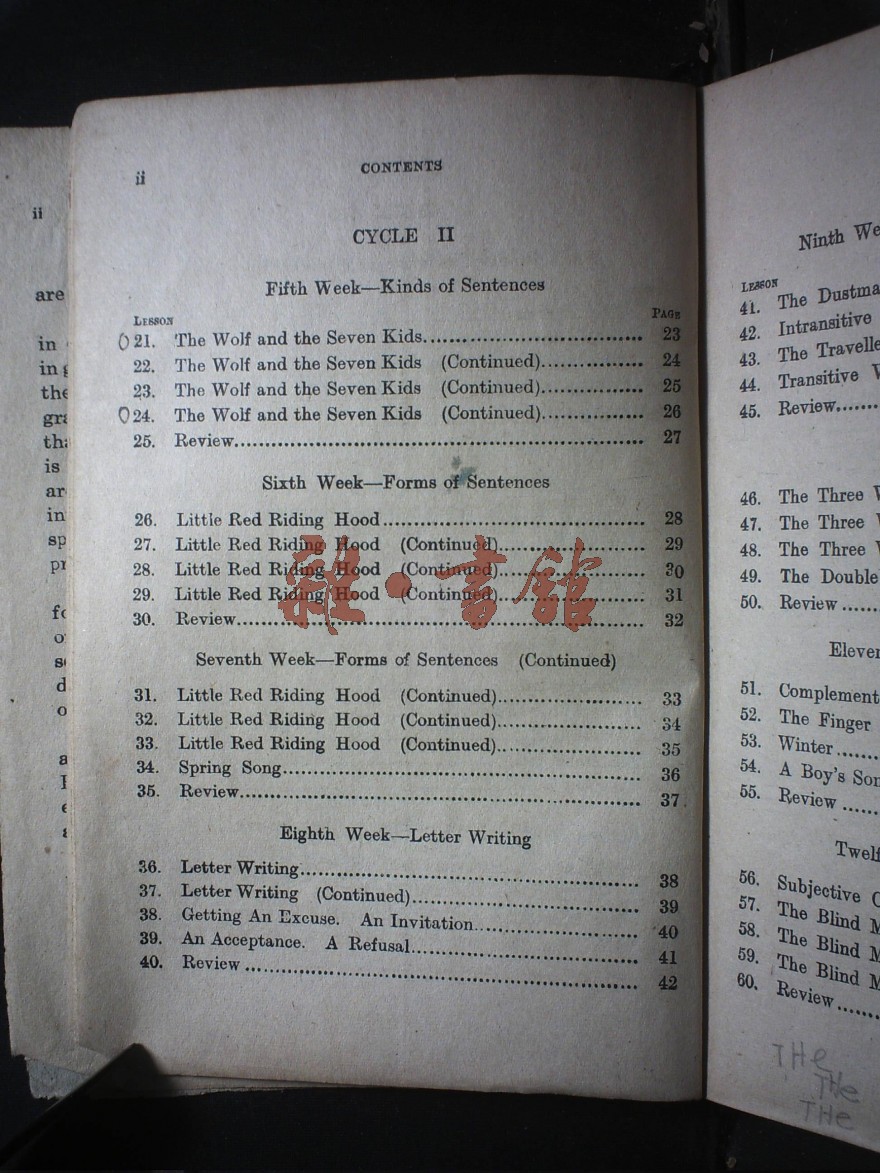 ii
are
in
the
is
in
ii
CONTENTS
CYCLE II
Fifth Week—Kinds of Sentences
LESSON PAGE
21. The Wolf and the Seven Kids 23
22. The Wolf and the Seven Kids (Continued) 24
23. The Wolf and the Seven Kids (Continued) 25
24. The Wolf and the Seven Kids (Continued) 26
25. Review 27
Sixth Week—Forms of Sentences
26. Little Red Riding Hood 28
27. Little Red Riding Hood (Continued) 29
28. Little Red Riding Hood (Continued) 30
29. Little Red Riding Hood (Continued) 31
30. Review 32
Seventh Week—Forms of Sentences (Continued)
31. Little Red Riding Hood (Continued) 33
32. Little Red Riding Hood (Continued) 34
33. Little Red Riding Hood (Continued) 35
34. Spring Song 36
35. Review 37
Eighth Week—Letter Writing
36. Letter Writing 38
37. Letter Writing (Continued) 39
38. Getting An Excuse. An Invitation 40
39. An Acceptance. A Refusal 41
40. Review 42
Ninth
LESSON
41. The
42. Intransitive
43. The
44. Transitive
45. Review
46. The Three
47. The Three
48. The Three
49. The Double
50. Review
51.
52. The Finger
53. Winter
54. A Boy's
55. Review
56. Subjective
57. The Blind
58. The Blind
59. The Blind
60. Review
THe
THe
THe